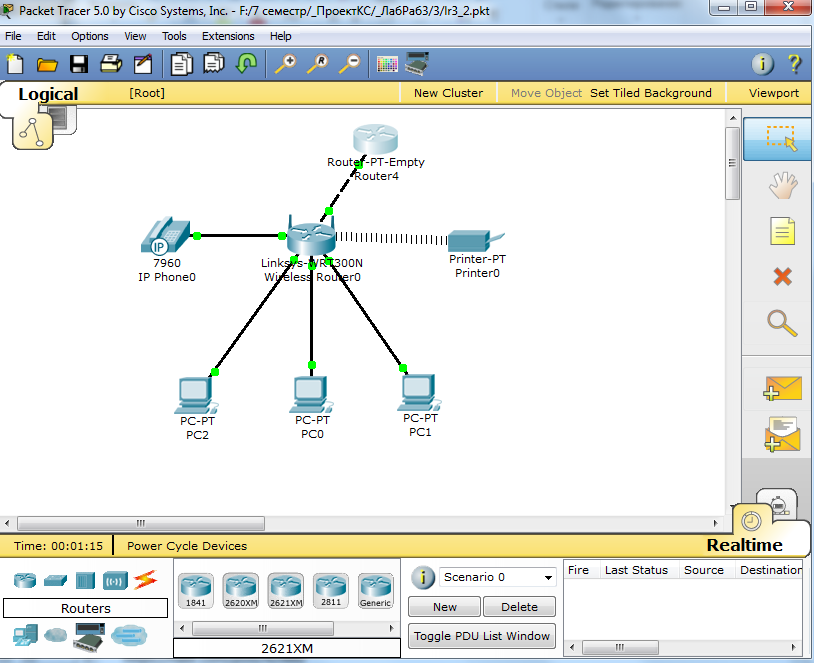 Packet Tracer 5.0 by Cisco Systems, Inc. - F:/7 семестр/_ПроектКС/_ЛабРаб3/3/lr3_2.pkt
File Edit Options View Tools Extensions Help
Logical [Root] New Cluster Move Object Set Tiled Background Viewport
Router-PT-Empty
Router4
IP
7960
IP Phone0
Linksys-WRT300N
Wireless Router0
Printer-PT
Printer0
PC-PT
PC2
PC-PT
PC0
PC-PT
PC1
Time: 00:01:15 Power Cycle Devices Realtime
Routers
1841 2620XM 2621XM 2811 Generic
2621XM
Scenario 0
New Delete
Toggle PDU List Window
Fire Last Status Source Destination